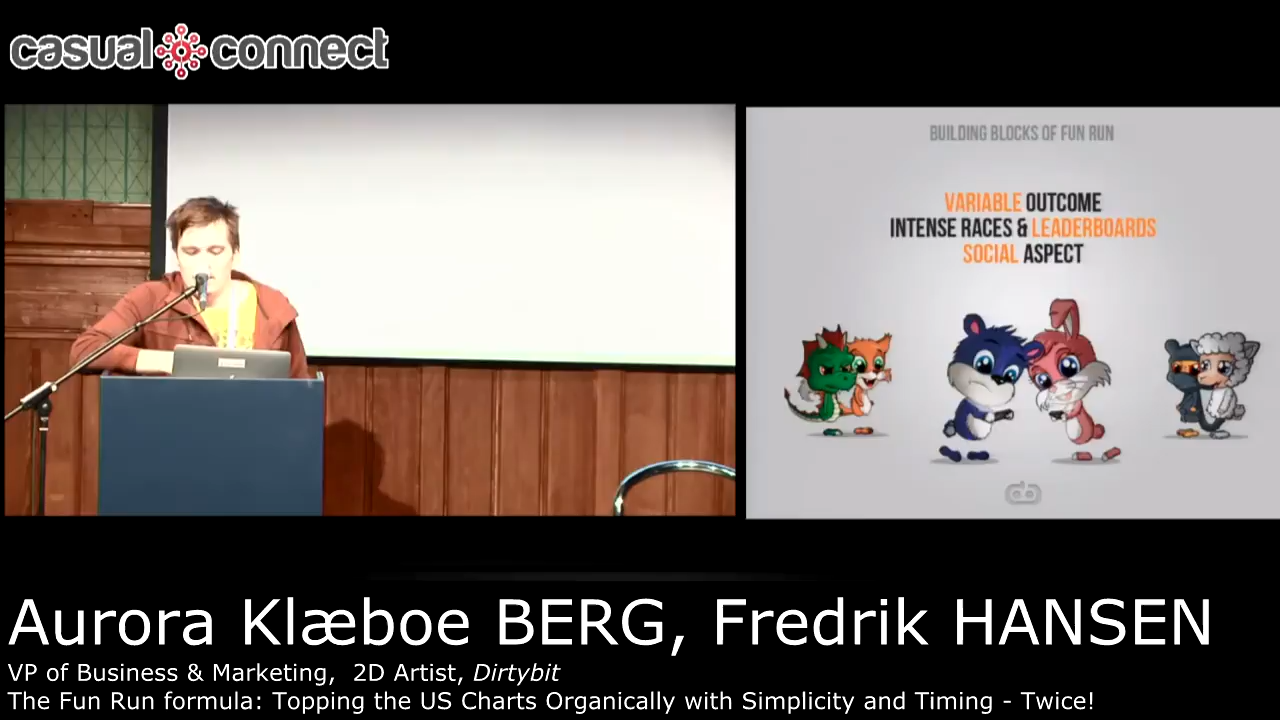 casual connect
BUILDING BLOCKS OF FUN RUN
VARIABLE OUTCOME
INTENSE RACES & LEADERBOARDS
SOCIAL ASPECT
Aurora Klæboe BERG, Fredrik HANSEN
VP of Business & Marketing, 2D Artist, Dirtybit
The Fun Run formula: Topping the US Charts Organically with Simplicity and Timing - Twice!